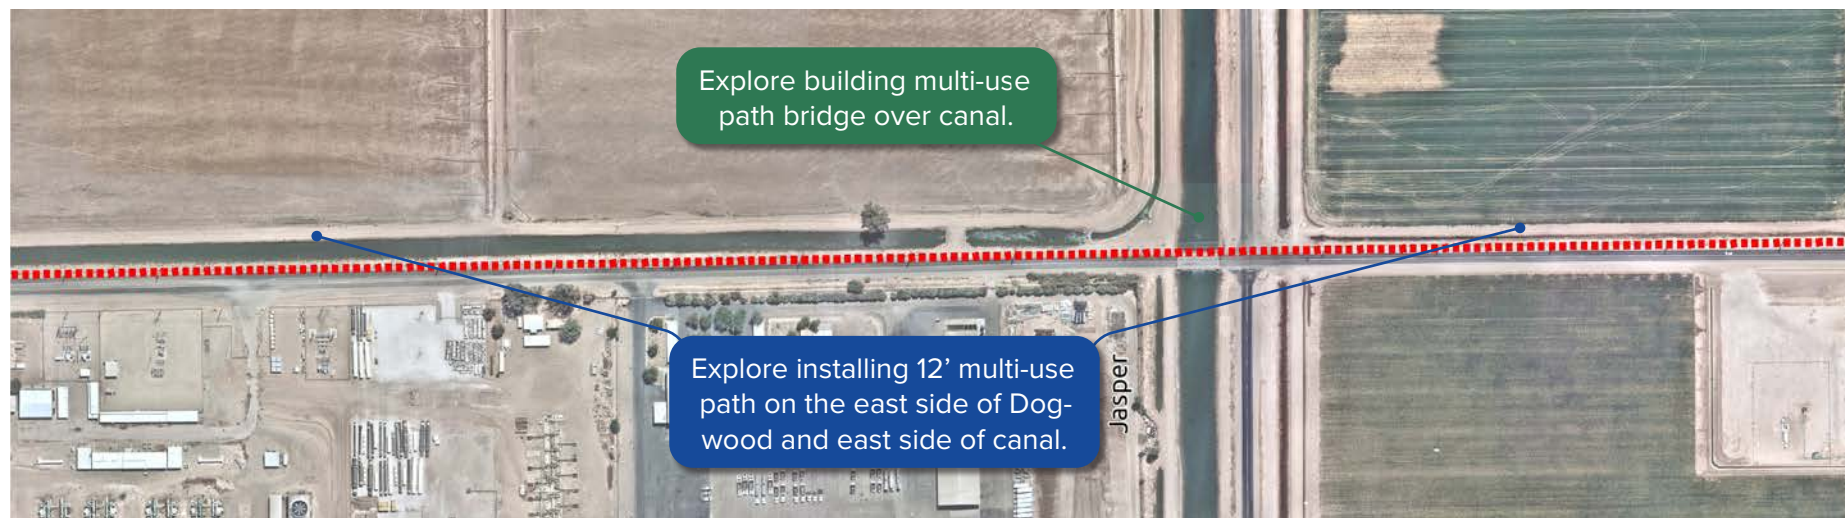 Explore building multi-use
path bridge over canal.
Explore installing 12’ multi-use
path on the east side of Dog-
wood and east side of canal.
Jasper